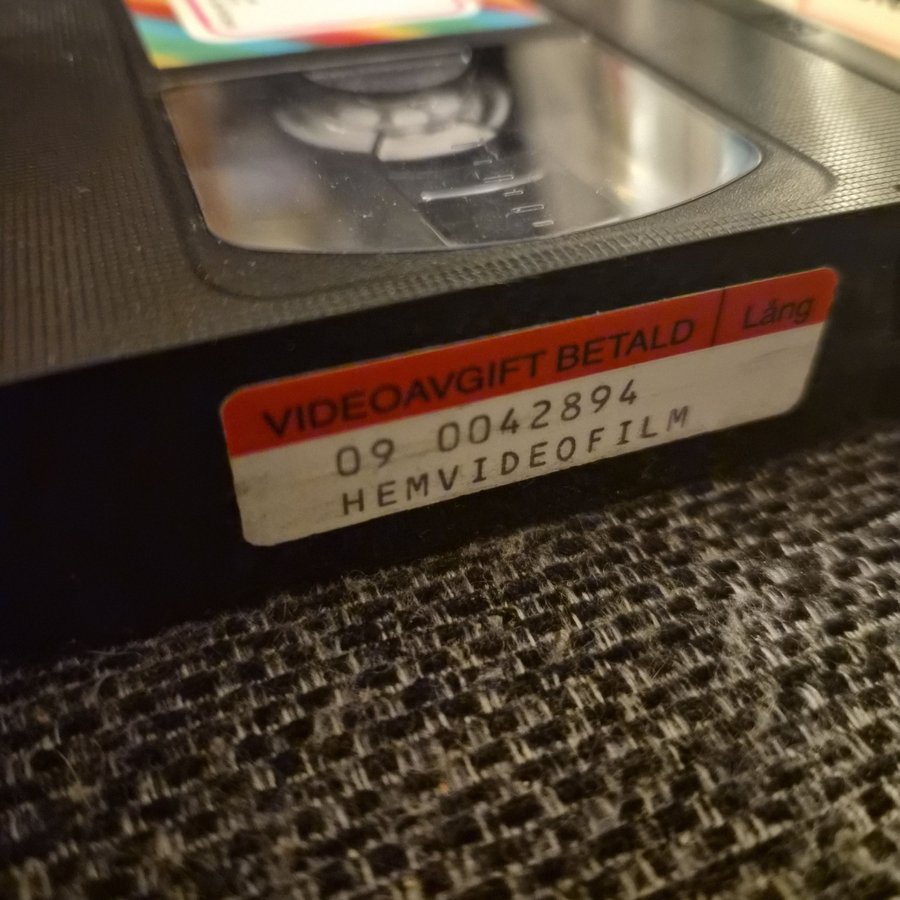 VIDEOAVGIFT BETALD Lång
09 0042894
HEMVIDEOFILM